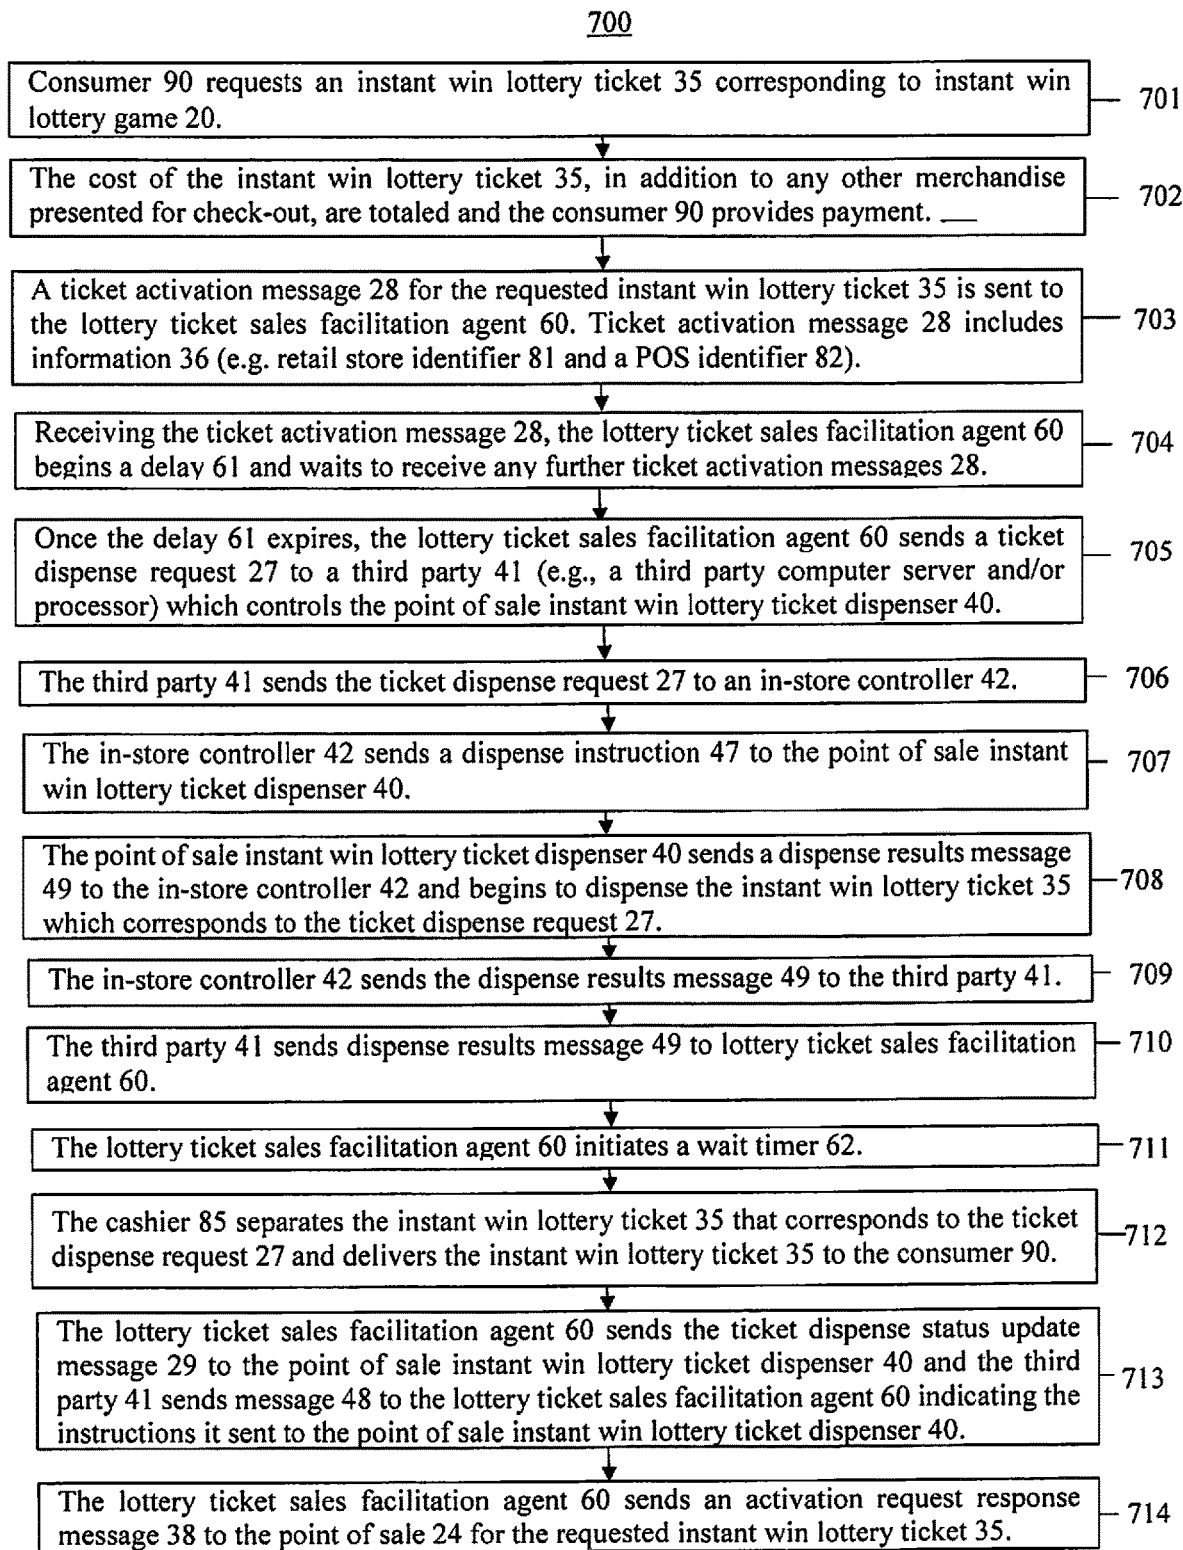 700
Consumer 90 requests an instant win lottery ticket 35 corresponding to instant win
lottery game 20.
701
The cost of the instant win lottery ticket 35, in addition to any other merchandise
presented for check-out, are totaled and the consumer 90 provides payment. __
702
A ticket activation message 28 for the requested instant win lottery ticket 35 is sent to
the lottery ticket sales facilitation agent 60. Ticket activation message 28 includes
information 36 (e.g. retail store identifier 81 and a POS identifier 82).
703
Receiving the ticket activation message 28, the lottery ticket sales facilitation agent 60
begins a delay 61 and waits to receive any further ticket activation messages 28.
704
Once the delay 61 expires, the lottery ticket sales facilitation agent 60 sends a ticket
dispense request 27 to a third party 41 (e.g., a third party computer server and/or
processor) which controls the point of sale instant win lottery ticket dispenser 40.
705
The third party 41 sends the ticket dispense request 27 to an in-store controller 42.
706
The in-store controller 42 sends a dispense instruction 47 to the point of sale instant
win lottery ticket dispenser 40.
707
The point of sale instant win lottery ticket dispenser 40 sends a dispense results message
49 to the in-store controller 42 and begins to dispense the instant win lottery ticket 35
which corresponds to the ticket dispense request 27.
708
The in-store controller 42 sends the dispense results message 49 to the third party 41.
709
The third party 41 sends dispense results message 49 to lottery ticket sales facilitation
agent 60.
710
The lottery ticket sales facilitation agent 60 initiates a wait timer 62.
711
The cashier 85 separates the instant win lottery ticket 35 that corresponds to the ticket
dispense request 27 and delivers the instant win lottery ticket 35 to the consumer 90.
712
The lottery ticket sales facilitation agent 60 sends the ticket dispense status update
message 29 to the point of sale instant win lottery ticket dispenser 40 and the third
party 41 sends message 48 to the lottery ticket sales facilitation agent 60 indicating the
instructions it sent to the point of sale instant win lottery ticket dispenser 40.
713
The lottery ticket sales facilitation agent 60 sends an activation request response
message 38 to the point of sale 24 for the requested instant win lottery ticket 35.
714